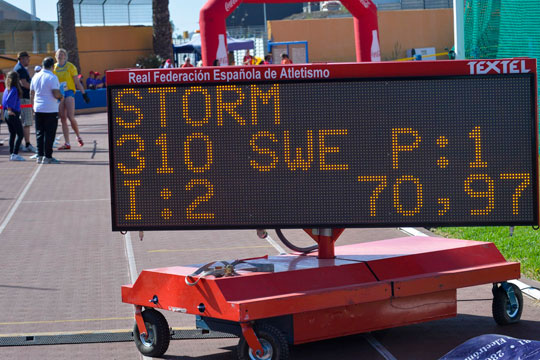 Real Federación Española de Atletismo
TEXTEL
STORM
310 SWE P:1
I:2 70,97